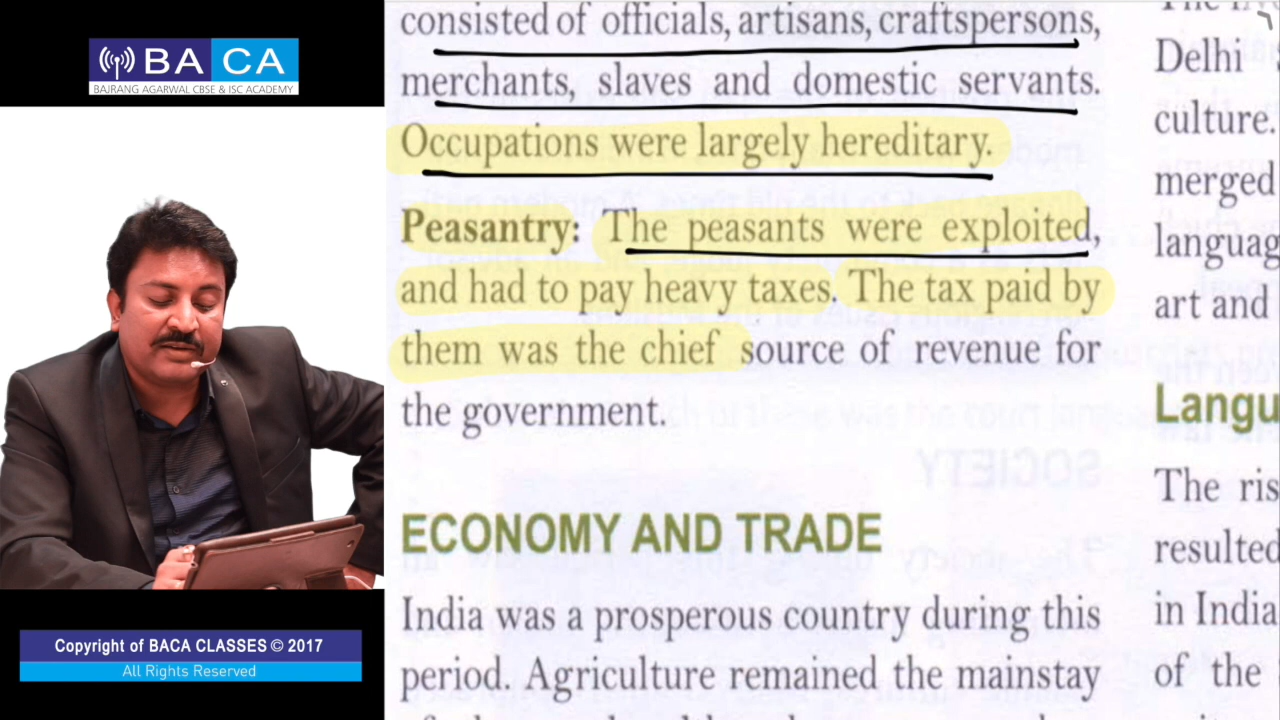 BACA
BAJRANG AGARWAL CBSE & ISC ACADEMY
consisted of officials, artisans, craftspersons,
merchants, slaves and domestic servants.
Occupations were largely hereditary.
Peasantry: The peasants were exploited,
and had to pay heavy taxes. The tax paid by
them was the chief source of revenue for
the government.
SOCIETY
ECONOMY AND TRADE
India was a prosperous country during this
period. Agriculture remained the mainstay
Delhi
culture.
merged
languag
art and
Langu
The ris
resulted
in India
of the
Copyright of BACA CLASSES © 2017
All Rights Reserved